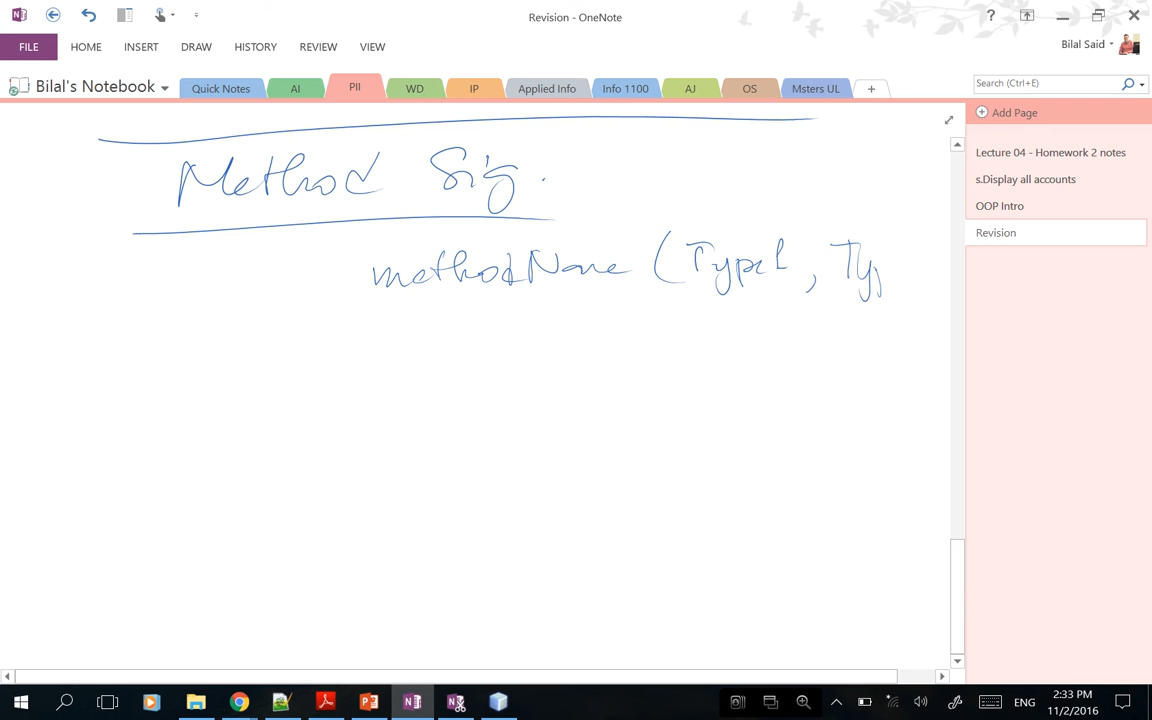 Revision - OneNote
?
Bilal Said
FILE HOME INSERT DRAW HISTORY REVIEW VIEW
Bilal's Notebook Quick Notes AI PII WD IP Applied Info Info 1100 AJ OS Msters UL + Search (Ctrl+E)
Add Page
Lecture 04 - Homework 2 notes
s.Display all accounts
OOP Intro
Revision
Method Sig.
methodName (Type1, Typ
ENG 2:33 PM
11/2/2016